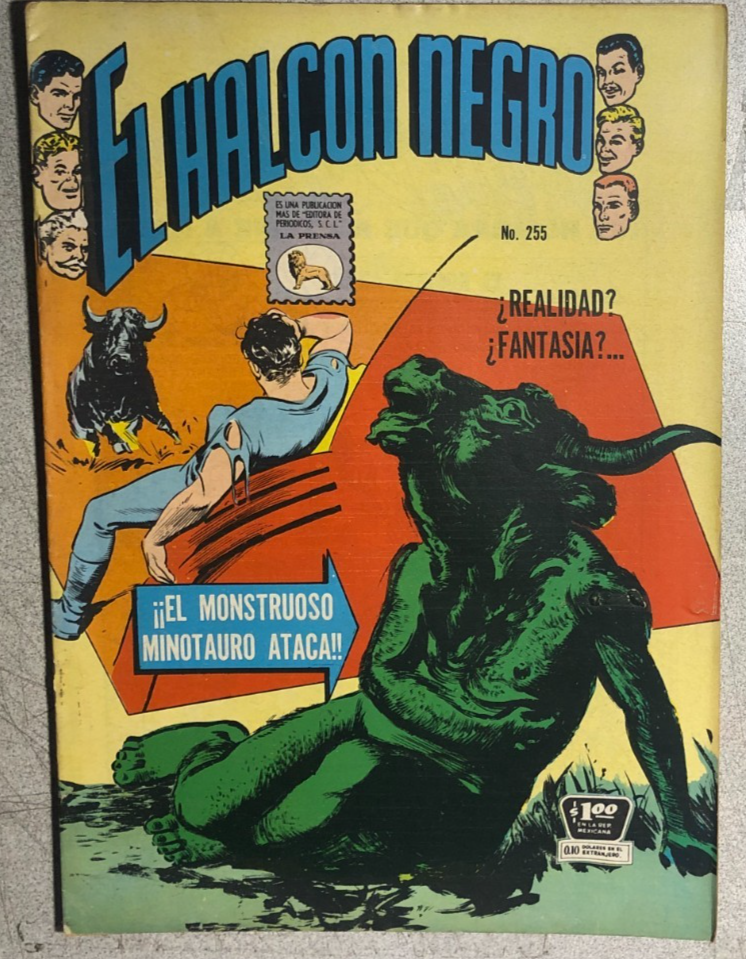 EL HALCON NEGRO
ES UNA PUBLICACION
MAS DE "EDITORA DE
PERIODICOS, S. C. L."
LA PRENSA
No. 255
¿REALIDAD?
¿FANTASIA?...
¡¡EL MONSTRUOSO
MINOTAURO ATACA!!
$1.00
EN LA REP.
MEXICANA
0.10 DOLARES EN EL
EXTRANJERO.